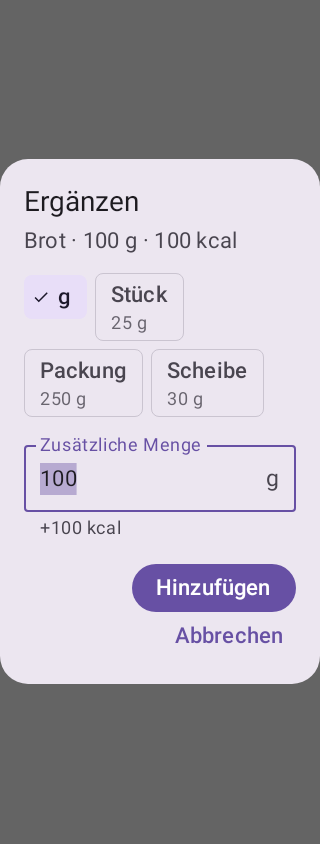 Ergänzen
Brot · 100 g · 100 kcal
g
Stück
25 g
Packung
250 g
Scheibe
30 g
Zusätzliche Menge
100 g
+100 kcal
Hinzufügen
Abbrechen